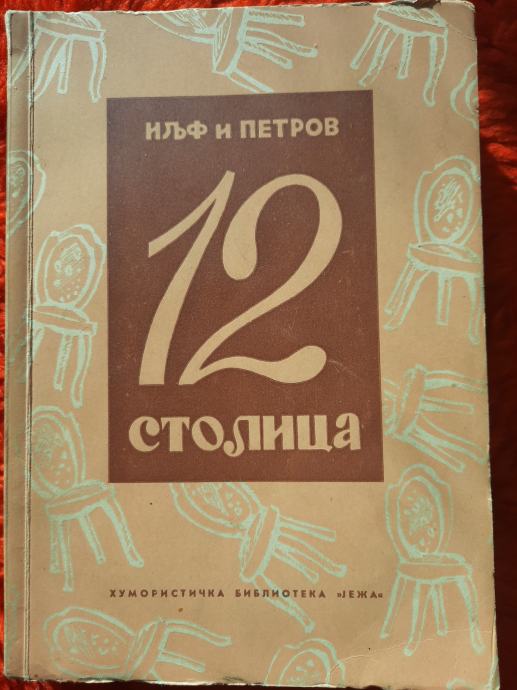 ИЉФ И ПЕТРОВ
12
СТОЛИЦА
ХУМОРИСТИЧКА БИБЛИОТЕКА »ЈЕЖА«